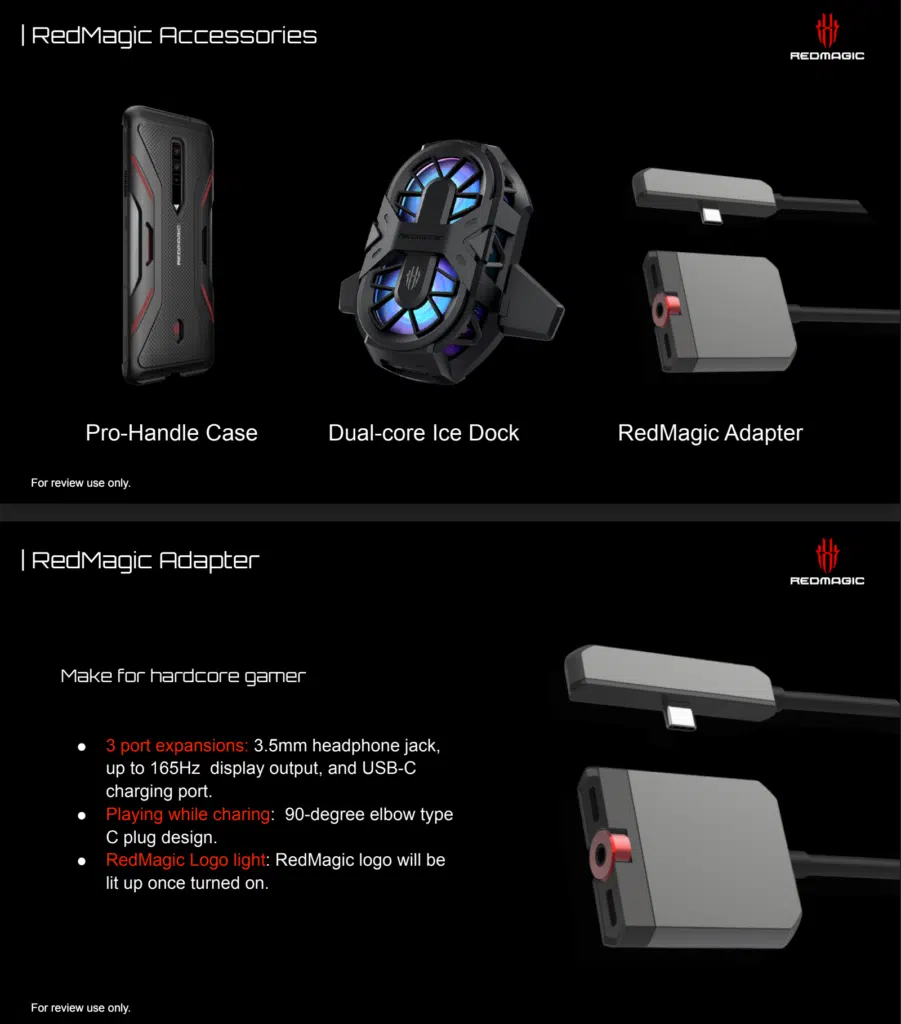 | RedMagic Accessories
REDMAGIC
REDMAGIC
Pro-Handle Case
Dual-core Ice Dock
RedMagic Adapter
For review use only.
| RedMagic Adapter
REDMAGIC
Make for hardcore gamer
● 3 port expansions: 3.5mm headphone jack,
up to 165Hz display output, and USB-C
charging port.
● Playing while charing: 90-degree elbow type
C plug design.
● RedMagic Logo light: RedMagic logo will be
lit up once turned on.
For review use only.